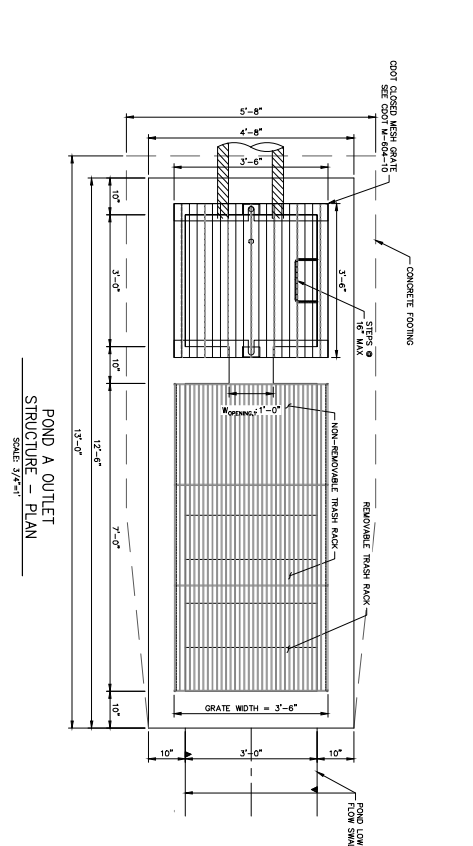 CDOT CLOSED MESH GRATE
SEE CDOT M-604-10
CONCRETE FOOTING
5'-8"
4'-8"
3'-6"
3'-6"
STEPS @
16" MAX
10"
3'-0"
10"
7'-0"
10"
12'-6"
13'-0"
WOPENING = 1'-0"
NON-REMOVABLE TRASH RACK
REMOVABLE TRASH RACK
GRATE WIDTH = 3'-6"
10"
3'-0"
10"
POND LOW
FLOW SWAL
POND A OUTLET
STRUCTURE - PLAN
SCALE: 3/4"=1'